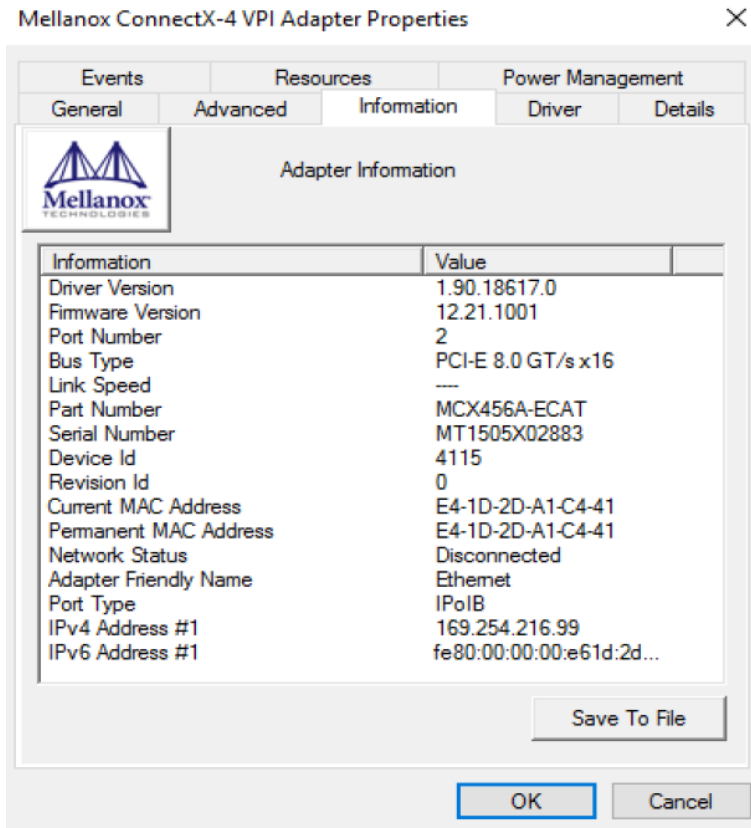 Mellanox ConnectX-4 VPI Adapter Properties
Events Resources Power Management
General Advanced Information Driver Details
Mellanox
TECHNOLOGIES
Adapter Information
Information Value
Driver Version 1.90.18617.0
Firmware Version 12.21.1001
Port Number 2
Bus Type PCI-E 8.0 GT/s x16
Link Speed ----
Part Number MCX456A-ECAT
Serial Number MT1505X02883
Device Id 4115
Revision Id 0
Current MAC Address E4-1D-2D-A1-C4-41
Permanent MAC Address E4-1D-2D-A1-C4-41
Network Status Disconnected
Adapter Friendly Name Ethernet
Port Type IPoIB
IPv4 Address #1 169.254.216.99
IPv6 Address #1 fe80:00:00:00:e61d:2d...
Save To File
OK Cancel